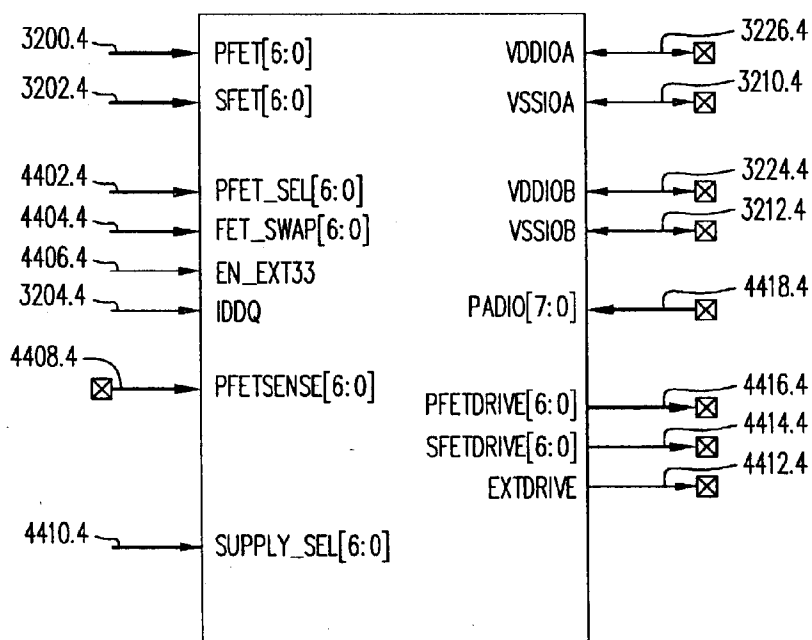 3200.4 PFET[6:0] VDDIOA 3226.4
3202.4 SFET[6:0] VSSIOA 3210.4
4402.4 PFET_SEL[6:0] VDDIOB 3224.4
4404.4 FET_SWAP[6:0] VSSIOB 3212.4
4406.4 EN_EXT33
3204.4 IDDQ PADIO[7:0] 4418.4
4408.4 PFETSENSE[6:0]
PFETDRIVE[6:0] 4416.4
SFETDRIVE[6:0] 4414.4
EXTDRIVE 4412.4
4410.4 SUPPLY_SEL[6:0]